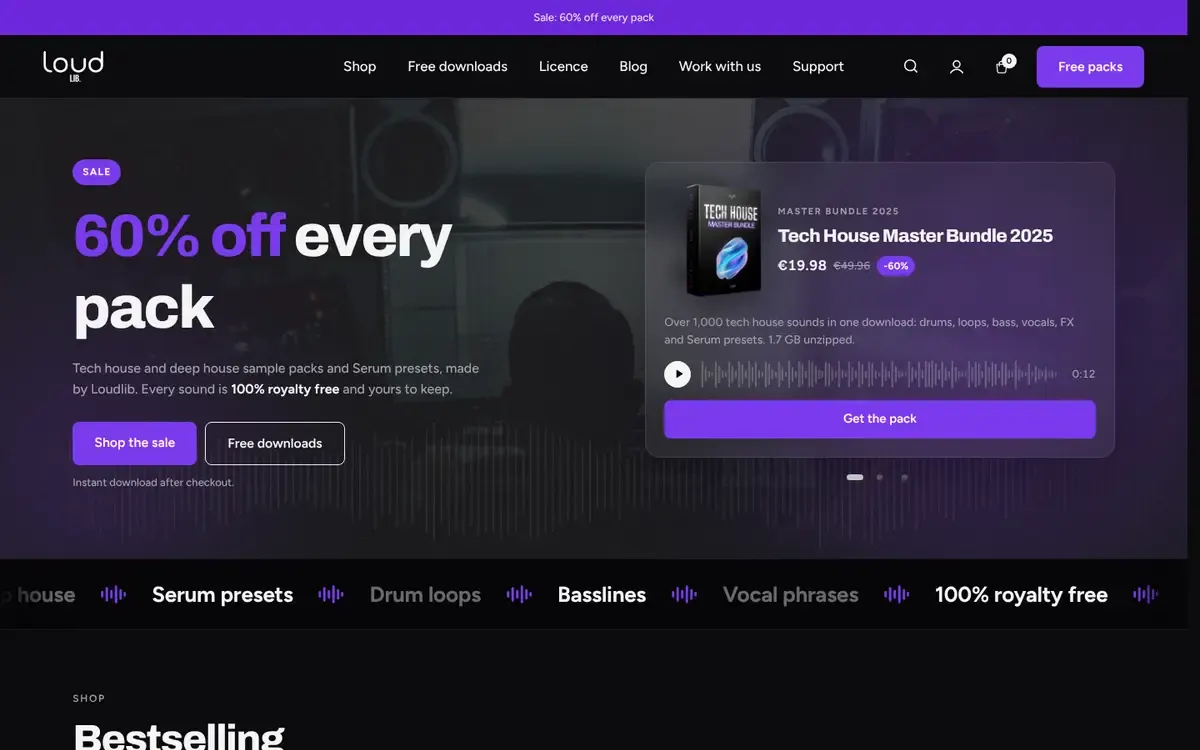 Sale: 60% off every pack
loud
LIB.
Shop
Free downloads
Licence
Blog
Work with us
Support
0
Free packs
SALE
60% off every
pack
Tech house and deep house sample packs and Serum presets, made
by Loudlib. Every sound is 100% royalty free and yours to keep.
Shop the sale
Free downloads
Instant download after checkout.
TECH HOUSE
MASTER BUNDLE
MASTER BUNDLE 2025
Tech House Master Bundle 2025
€19.98 €49.96 -60%
Over 1,000 tech house sounds in one download: drums, loops, bass, vocals, FX
and Serum presets. 1.7 GB unzipped.
0:12
Get the pack
house
Serum presets
Drum loops
Basslines
Vocal phrases
100% royalty free
SHOP
Bestselling